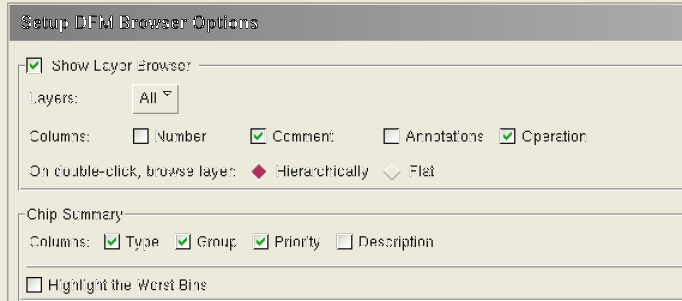 Setup DFM Browser Options
Show Layer Browser
Layers: All
Columns: Number Comment Annotations Operation
On double-click, browse layer: Hierarchically Flat
Chip Summary
Columns: Type Group Priority Description
Highlight the Worst Bins